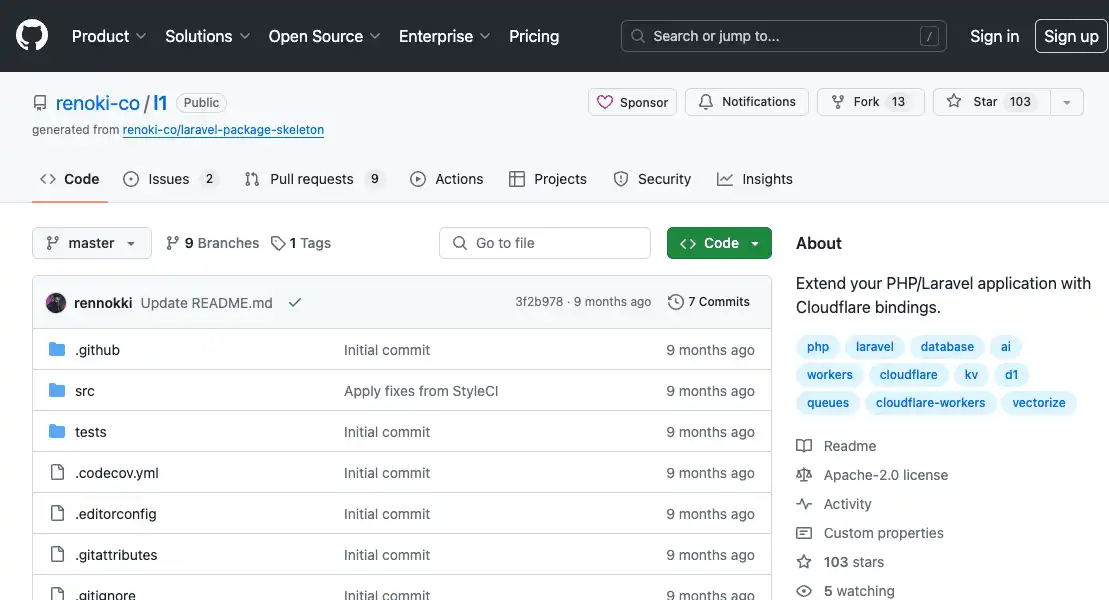 Product Solutions Open Source Enterprise Pricing Search or jump to... / Sign in Sign up
renoki-co / l1 Public Sponsor Notifications Fork 13 Star 103
generated from renoki-co/laravel-package-skeleton
Code Issues 2 Pull requests 9 Actions Projects Security Insights
master 9 Branches 1 Tags Go to file Code
rennokki Update README.md 3f2b978 · 9 months ago 7 Commits
.github Initial commit 9 months ago
src Apply fixes from StyleCI 9 months ago
tests Initial commit 9 months ago
.codecov.yml Initial commit 9 months ago
.editorconfig Initial commit 9 months ago
.gitattributes Initial commit 9 months ago
.gitignore Initial commit 9 months ago
About
Extend your PHP/Laravel application with
Cloudflare bindings.
php laravel database ai
workers cloudflare kv d1
queues cloudflare-workers vectorize
Readme
Apache-2.0 license
Activity
Custom properties
103 stars
5 watching